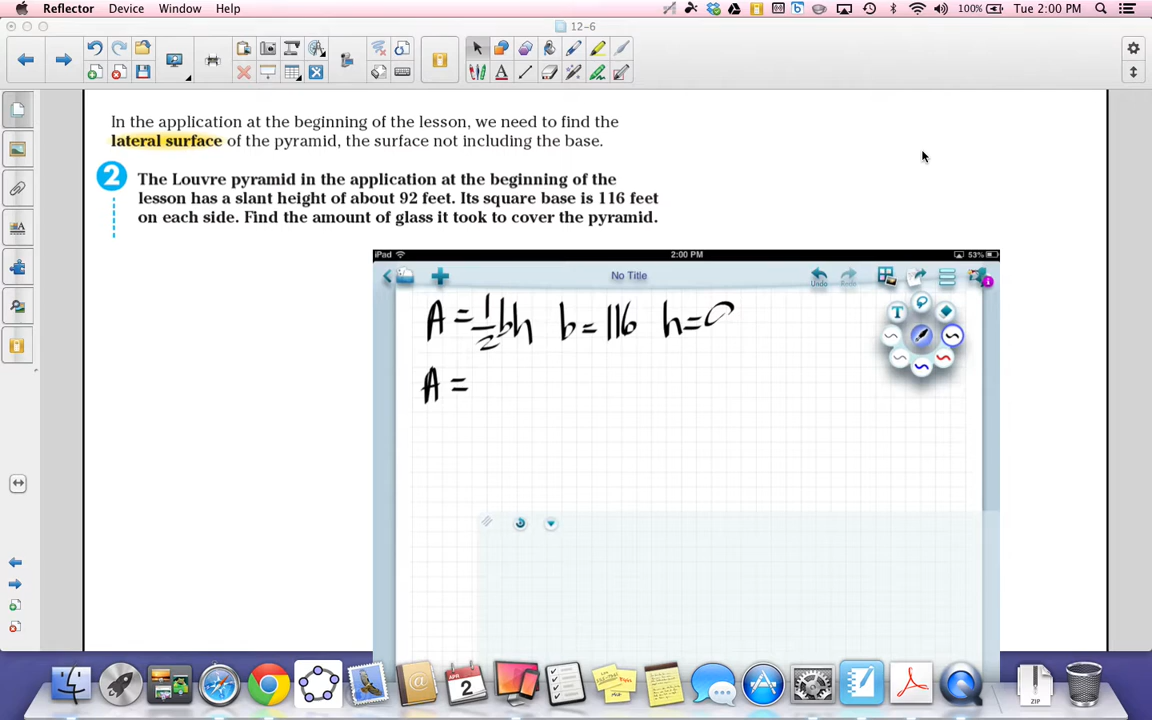 Reflector Device Window Help 100% Tue 2:00 PM
12-6
In the application at the beginning of the lesson, we need to find the
lateral surface of the pyramid, the surface not including the base.
2 The Louvre pyramid in the application at the beginning of the
lesson has a slant height of about 92 feet. Its square base is 116 feet
on each side. Find the amount of glass it took to cover the pyramid.
iPad 2:00 PM 53%
No Title
Undo Redo
A = 1/2 bh b = 116 h =
T
A =
APR
2
ZIP